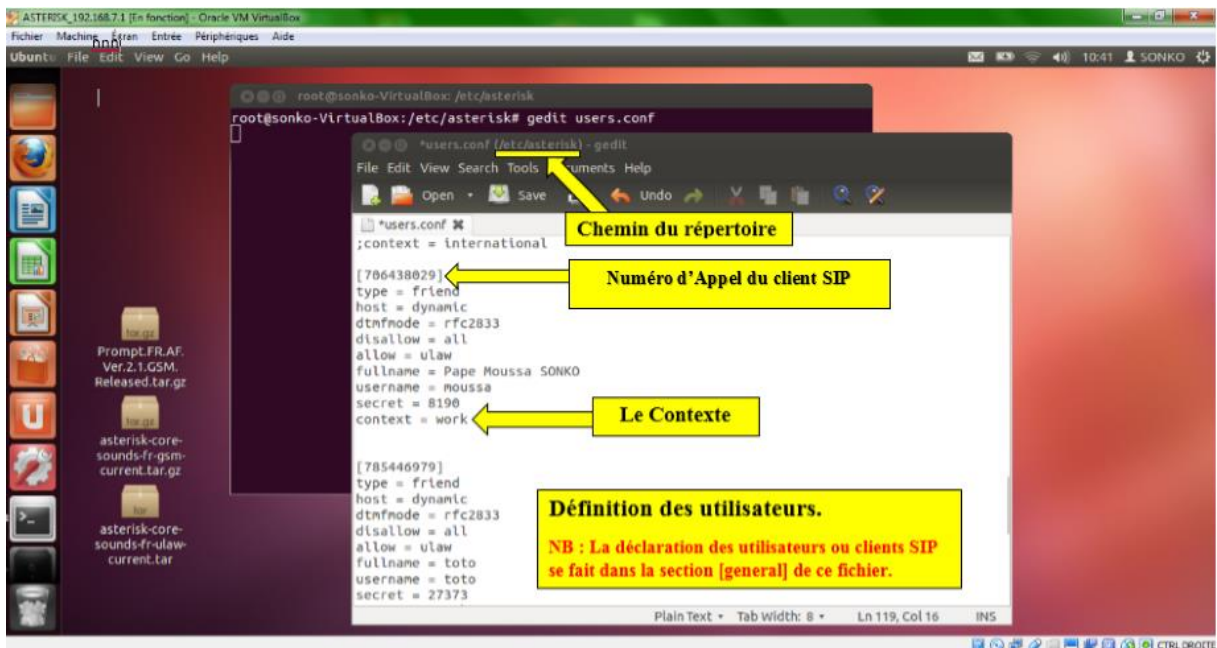 ASTERISK_192.168.7.1 [En fonction] - Oracle VM VirtualBox
Fichier Machine Écran Entrée Périphériques Aide
Ubuntu File Edit View Go Help
10:41 SONKO
root@sonko-VirtualBox: /etc/asterisk
root@sonko-VirtualBox:/etc/asterisk# gedit users.conf
*users.conf (/etc/asterisk) - gedit
File Edit View Search Tools Documents Help
Open Save Undo
*users.conf
Chemin du répertoire
;context = international
[706438029]
Numéro d'Appel du client SIP
type = friend
host = dynamic
dtmfmode = rfc2833
disallow = all
allow = ulaw
fullname = Pape Moussa SONKO
username = moussa
secret = 8190
context = work
Le Contexte
[785446979]
type = friend
host = dynamic
dtmfmode = rfc2833
disallow = all
allow = ulaw
fullname = toto
username = toto
secret = 27373
Définition des utilisateurs.
NB : La déclaration des utilisateurs ou clients SIP
se fait dans la section [general] de ce fichier.
Plain Text Tab Width: 8 Ln 119, Col 16 INS
tar.gz
Prompt.FR.AF.
Ver.2.1.GSM.
Released.tar.gz
tar.gz
asterisk-core-
sounds-fr-gsm-
current.tar.gz
tar
asterisk-core-
sounds-fr-ulaw-
current.tar
CTRL DROITE